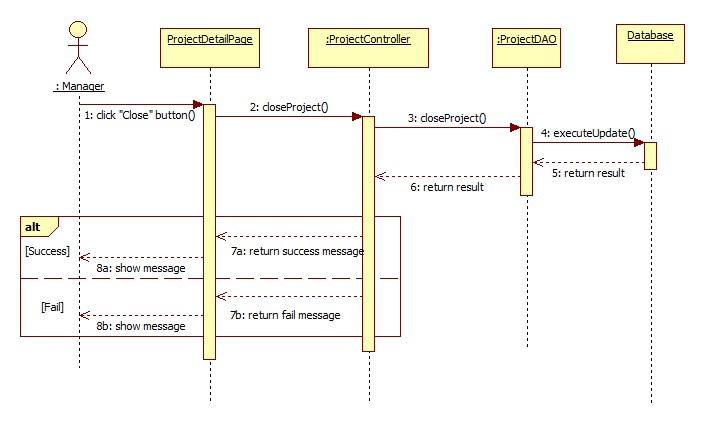 ProjectDetailPage
:ProjectController
:ProjectDAO
Database
: Manager
1: click "Close" button()
2: closeProject()
3: closeProject()
4: executeUpdate()
5: return result
6: return result
alt
[Success]
7a: return success message
8a: show message
[Fail]
7b: return fail message
8b: show message